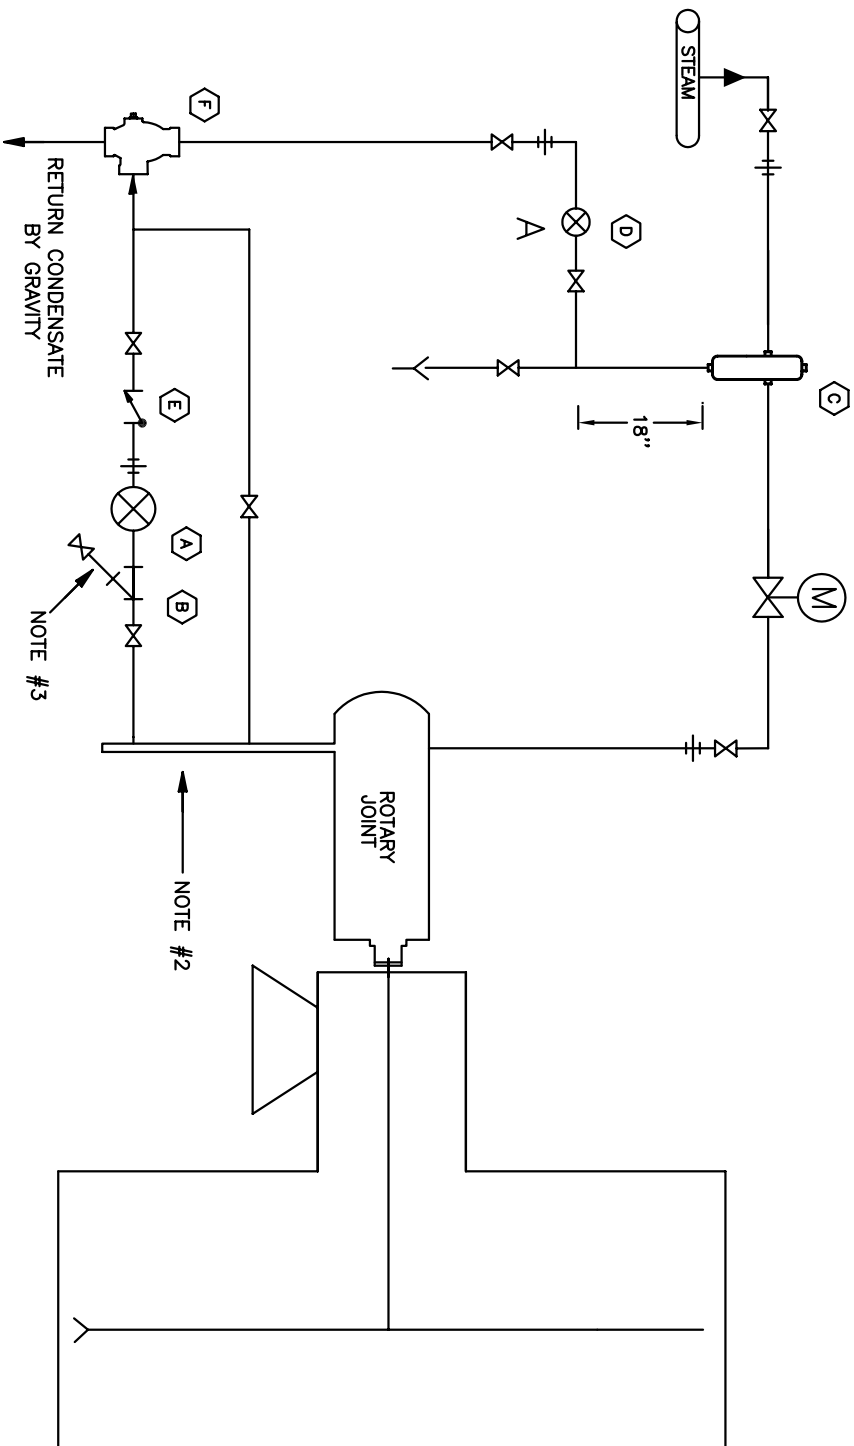 STEAM
F
D
A
C
18"
M
RETURN CONDENSATE
BY GRAVITY
E
A
B
NOTE #3
ROTARY
JOINT
NOTE #2